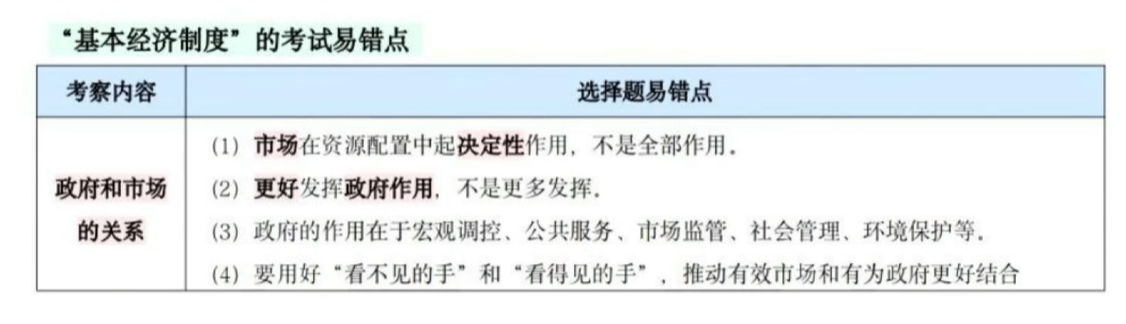 “基本经济制度”的考试易错点
考察内容
选择题易错点
政府和市场
的关系
（1）市场在资源配置中起决定性作用，不是全部作用。
（2）更好发挥政府作用，不是更多发挥。
（3）政府的作用在于宏观调控、公共服务、市场监管、社会管理、环境保护等。
（4）要用好“看不见的手”和“看得见的手”，推动有效市场和有为政府更好结合